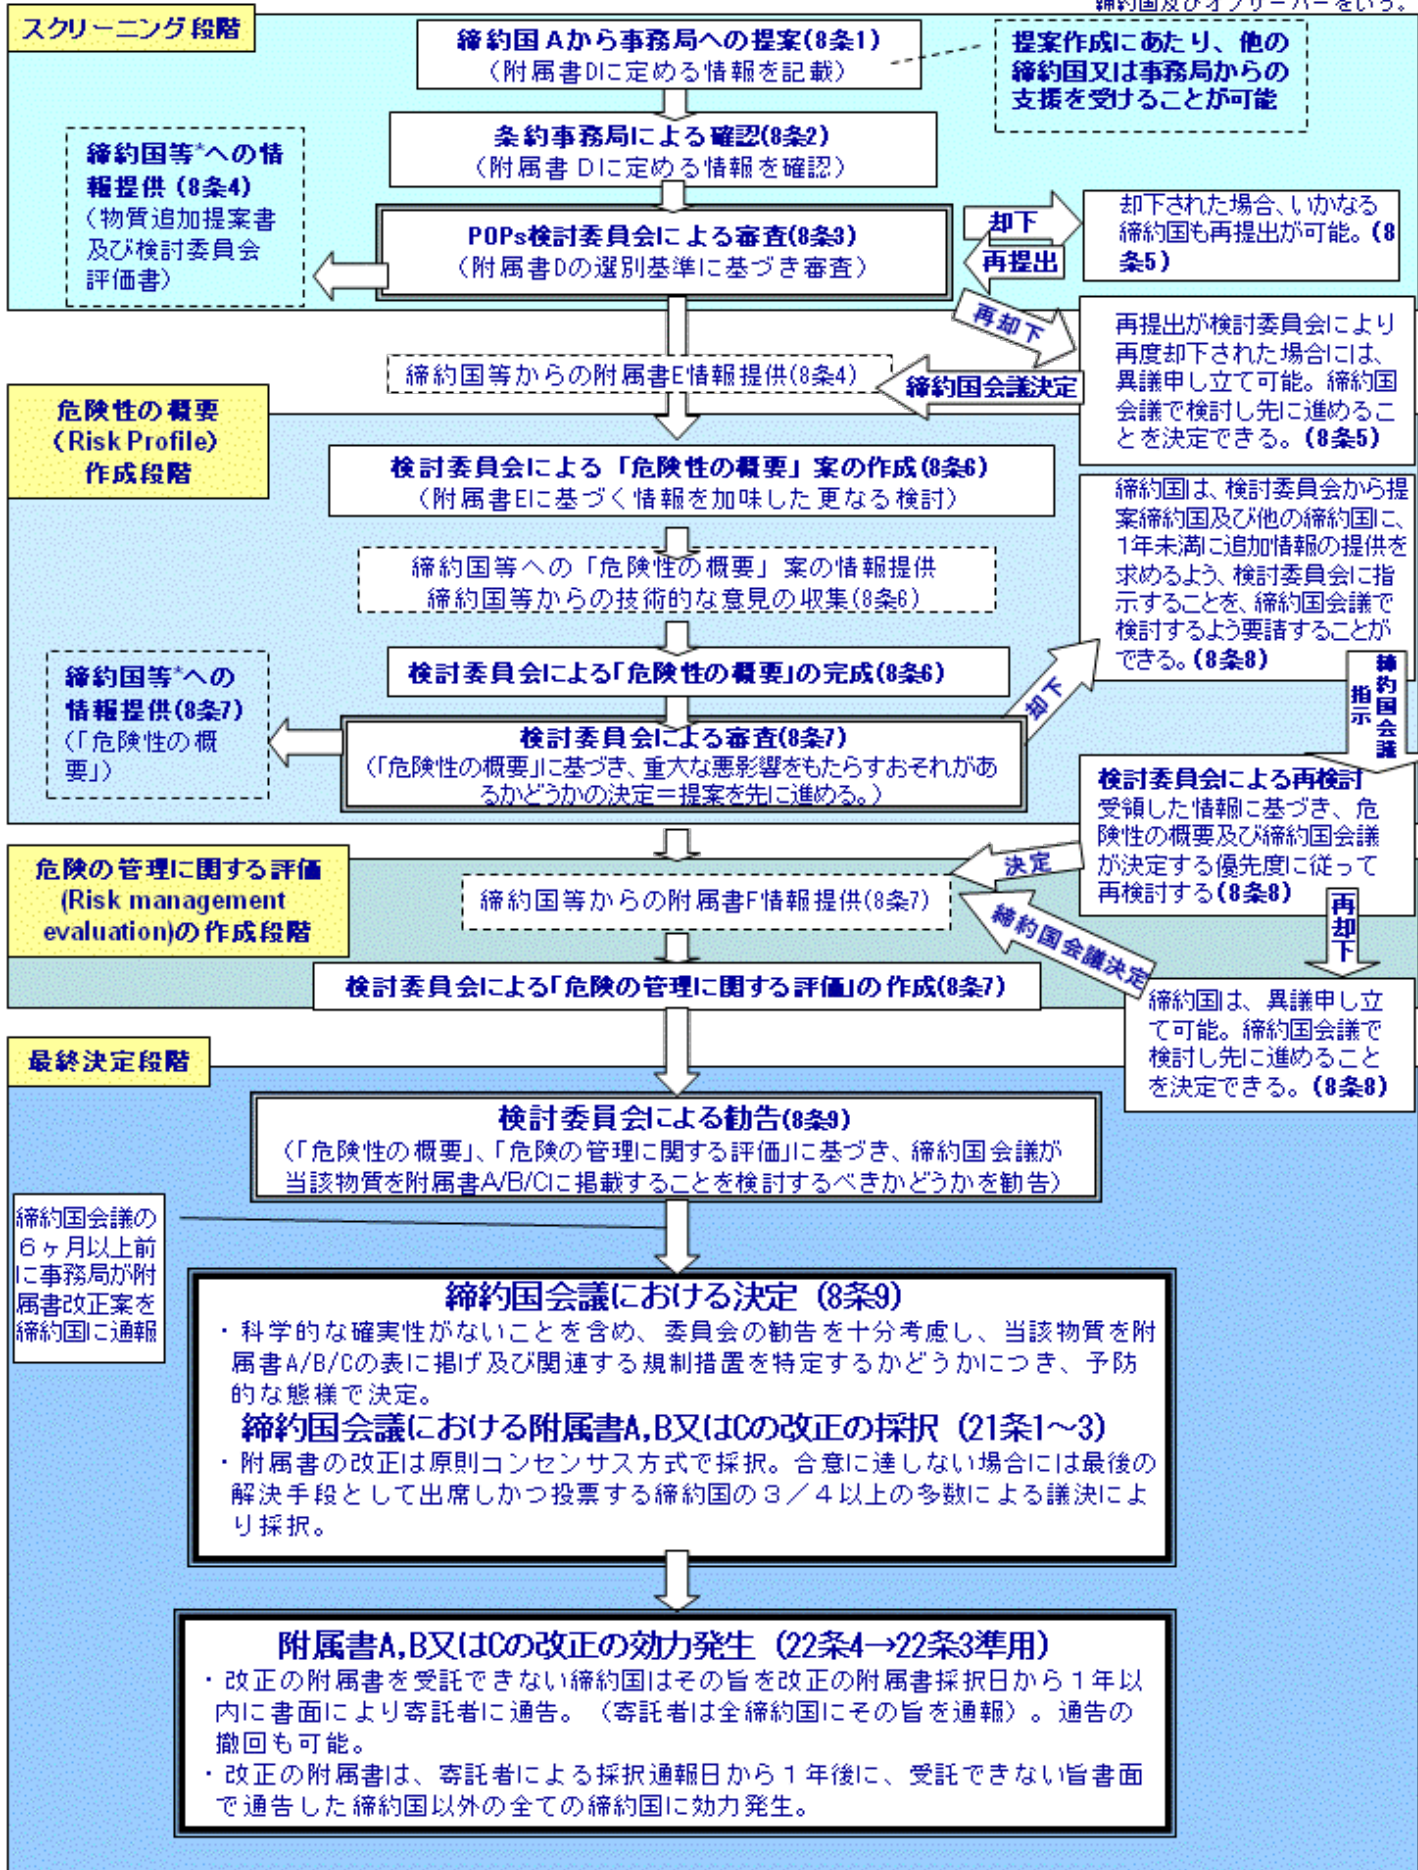 締約国及びオブザーバーをいう。
スクリーニング段階
締約国Aから事務局への提案(8条1)
(附属書Dに定める情報を記載)
提案作成にあたり、他の
締約国又は事務局からの
支援を受けることが可能
条約事務局による確認(8条2)
(附属書Dに定める情報を確認)
締約国等*への情
報提供(8条4)
(物質追加提案書
及び検討委員会
評価書)
POPs検討委員会による審査(8条3)
(附属書Dの選別基準に基づき審査)
却下
再提出
却下された場合、いかなる
締約国も再提出が可能。(8
条5)
再却下
再提出が検討委員会により
再度却下された場合には、
異議申し立て可能。締約国
会議で検討し先に進めるこ
とを決定できる。(8条5)
締約国等からの附属書E情報提供(8条4)
締約国会議決定
危険性の概要
(Risk Profile)
作成段階
検討委員会による「危険性の概要」案の作成(8条6)
(附属書Eに基づく情報を加味した更なる検討)
締約国等への「危険性の概要」案の情報提供
締約国等からの技術的な意見の収集(8条6)
締約国は、検討委員会から提
案締約国及び他の締約国に、
1年未満に追加情報の提供を
求めるよう、検討委員会に指
示することを、締約国会議で
検討するよう要請することが
できる。(8条8)
検討委員会による「危険性の概要」の完成(8条6)
締約国等*への
情報提供(8条7)
(「危険性の概
要」)
却下
締約国会議
指示
検討委員会による審査(8条7)
(「危険性の概要」に基づき、重大な悪影響をもたらすおそれがあ
るかどうかの決定=提案を先に進める。)
検討委員会による再検討
受領した情報に基づき、危
険性の概要及び締約国会議
が決定する優先度に従って
再検討する(8条8)
危険の管理に関する評価
(Risk management
evaluation)の作成段階
決定
締約国等からの附属書F情報提供(8条7)
締約国会議決定
再却下
検討委員会による「危険の管理に関する評価」の作成(8条7)
締約国は、異議申し立
て可能。締約国会議で
検討し先に進めること
を決定できる。(8条8)
最終決定段階
検討委員会による勧告(8条9)
(「危険性の概要」、「危険の管理に関する評価」に基づき、締約国会議が
当該物質を附属書A/B/Cに掲載することを検討するべきかどうかを勧告)
締約国会議の
6ヶ月以上前
に事務局が附
属書改正案を
締約国に通報
締約国会議における決定(8条9)
・科学的な確実性がないことを含め、委員会の勧告を十分考慮し、当該物質を附
属書A/B/Cの表に掲げ及び関連する規制措置を特定するかどうかにつき、予防
的な態様で決定。
締約国会議における附属書A,B又はCの改正の採択(21条1~3)
・附属書の改正は原則コンセンサス方式で採択。合意に達しない場合には最後の
解決手段として出席しかつ投票する締約国の3/4以上の多数による議決によ
り採択。
附属書A,B又はCの改正の効力発生(22条4→22条3準用)
・改正の附属書を受託できない締約国はその旨を改正の附属書採択日から1年以
内に書面により寄託者に通告。(寄託者は全締約国にその旨を通報)。通告の
撤回も可能。
・改正の附属書は、寄託者による採択通報日から1年後に、受託できない旨書面
で通告した締約国以外の全ての締約国に効力発生。